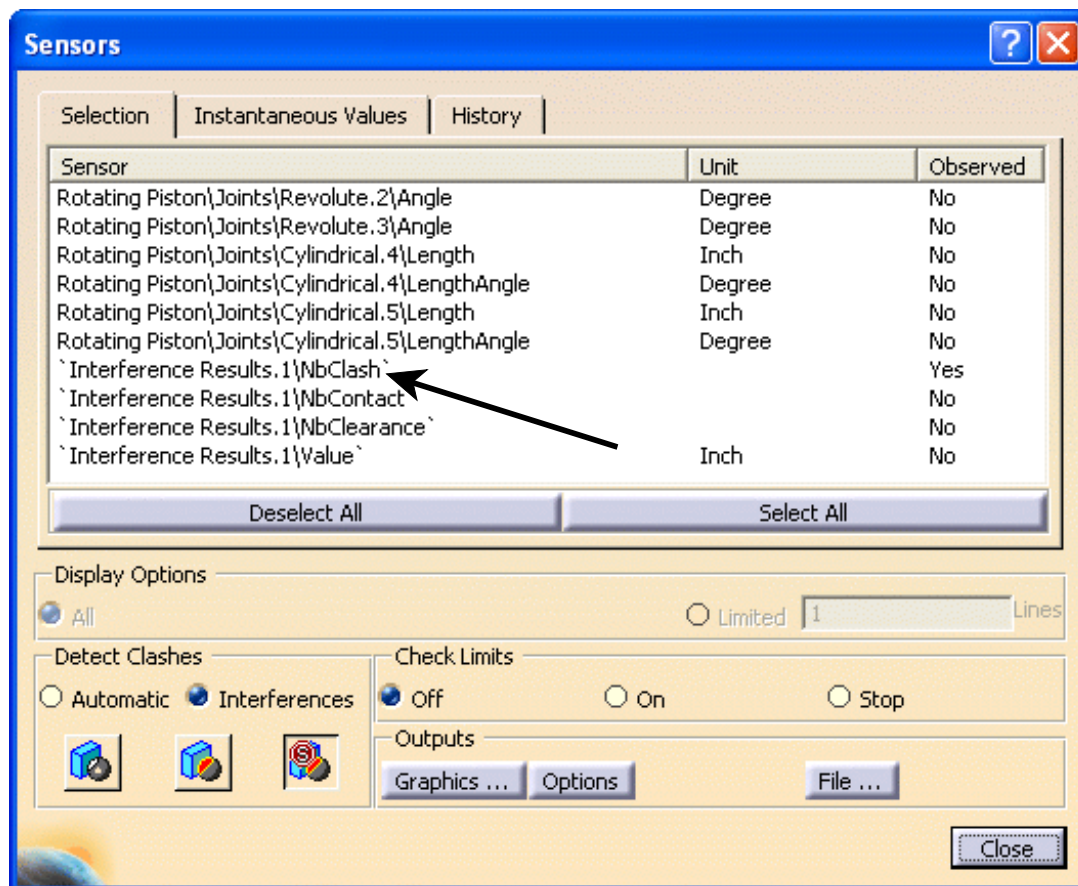 Sensors
Selection Instantaneous Values History
Sensor Unit Observed
Rotating Piston\Joints\Revolute.2\Angle Degree No
Rotating Piston\Joints\Revolute.3\Angle Degree No
Rotating Piston\Joints\Cylindrical.4\Length Inch No
Rotating Piston\Joints\Cylindrical.4\LengthAngle Degree No
Rotating Piston\Joints\Cylindrical.5\Length Inch No
Rotating Piston\Joints\Cylindrical.5\LengthAngle Degree No
`Interference Results.1\NbClash` Yes
`Interference Results.1\NbContact No
`Interference Results.1\NbClearance` No
`Interference Results.1\Value` Inch No
Deselect All Select All
Display Options
All Limited 1 Lines
Detect Clashes Check Limits
Automatic Interferences Off On Stop
Outputs
Graphics ... Options File ...
Close